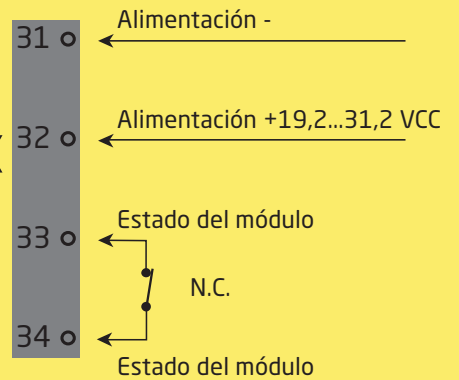 31 Alimentación -
32 Alimentación +19,2...31,2 VCC
Estado del módulo
33
N.C.
34
Estado del módulo